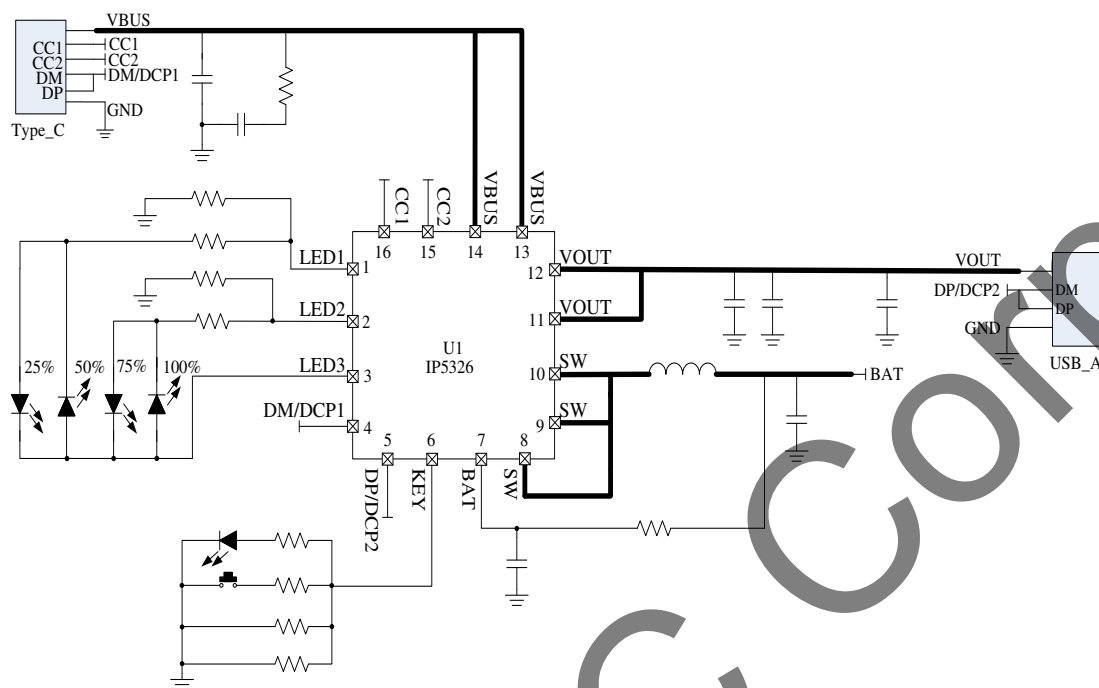 VBUS
CC1 CC1
CC2 CC2
DM DM/DCP1
DP
GND
Type_C
CC1
CC2
VBUS
VBUS
16 15 14 13
LED1 1
LED2 2
LED3 3
DM/DCP1 4
12 VOUT
11 VOUT
10 SW
9 SW
U1
IP5326
5 6 7 8
DP/DCP2
KEY
BAT
SW
25% 50% 75% 100%
VOUT
DP/DCP2 DM
DP
GND
USB_A
BAT
C Con